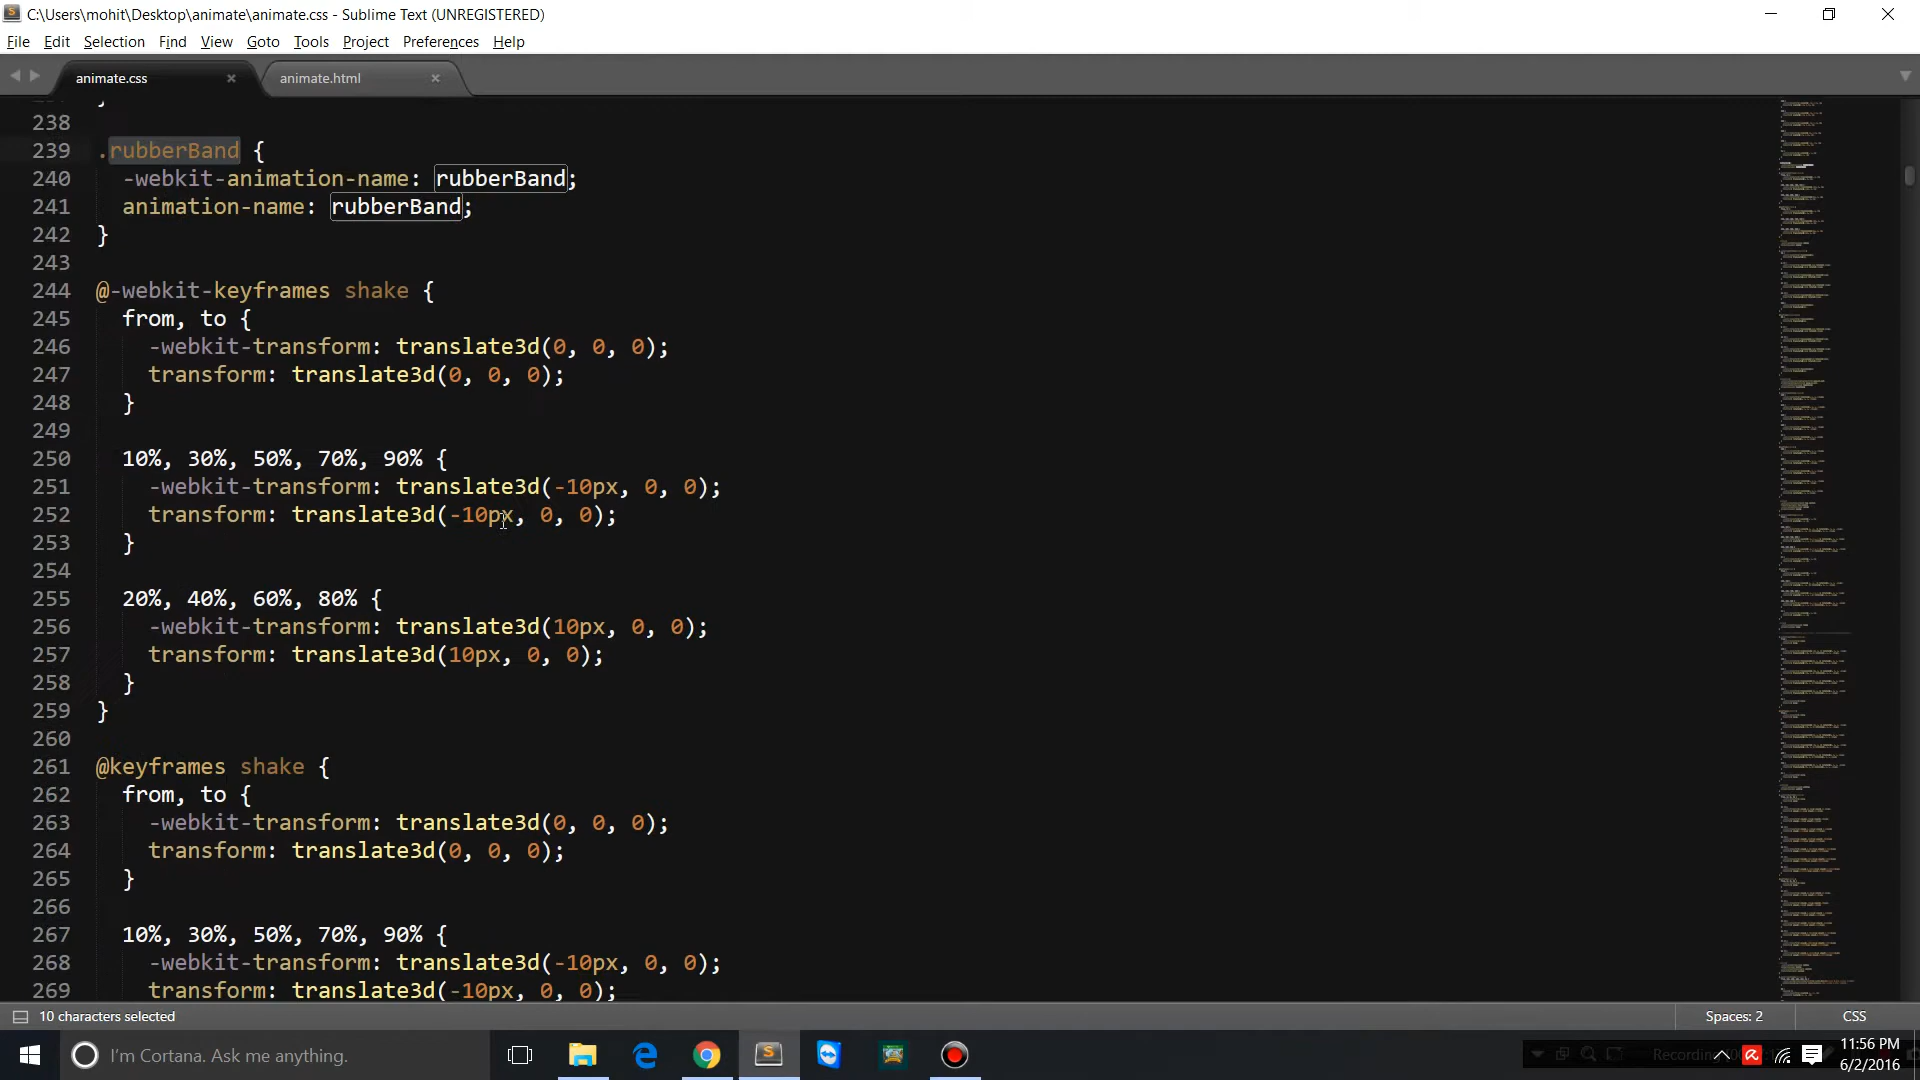 C:\Users\mohit\Desktop\animate\animate.css - Sublime Text (UNREGISTERED)
File Edit Selection Find View Goto Tools Project Preferences Help
animate.css × animate.html ×
238
239 .rubberBand {
240 -webkit-animation-name: rubberBand;
241 animation-name: rubberBand;
242 }
243
244 @-webkit-keyframes shake {
245 from, to {
246 -webkit-transform: translate3d(0, 0, 0);
247 transform: translate3d(0, 0, 0);
248 }
249
250 10%, 30%, 50%, 70%, 90% {
251 -webkit-transform: translate3d(-10px, 0, 0);
252 transform: translate3d(-10px, 0, 0);
253 }
254
255 20%, 40%, 60%, 80% {
256 -webkit-transform: translate3d(10px, 0, 0);
257 transform: translate3d(10px, 0, 0);
258 }
259 }
260
261 @keyframes shake {
262 from, to {
263 -webkit-transform: translate3d(0, 0, 0);
264 transform: translate3d(0, 0, 0);
265 }
266
267 10%, 30%, 50%, 70%, 90% {
268 -webkit-transform: translate3d(-10px, 0, 0);
269 transform: translate3d(-10px, 0, 0);
10 characters selected Spaces: 2 CSS
I'm Cortana. Ask me anything. 11:56 PM
6/2/2016